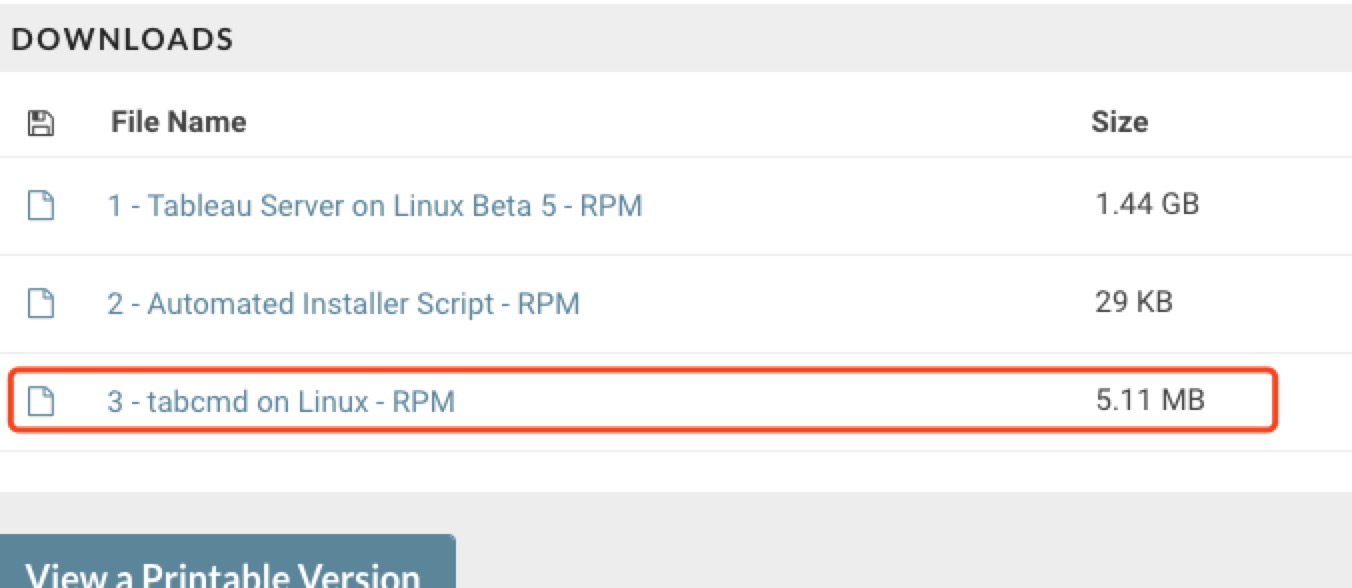 DOWNLOADS
File Name Size
1 - Tableau Server on Linux Beta 5 - RPM 1.44 GB
2 - Automated Installer Script - RPM 29 KB
3 - tabcmd on Linux - RPM 5.11 MB
View a Printable Version